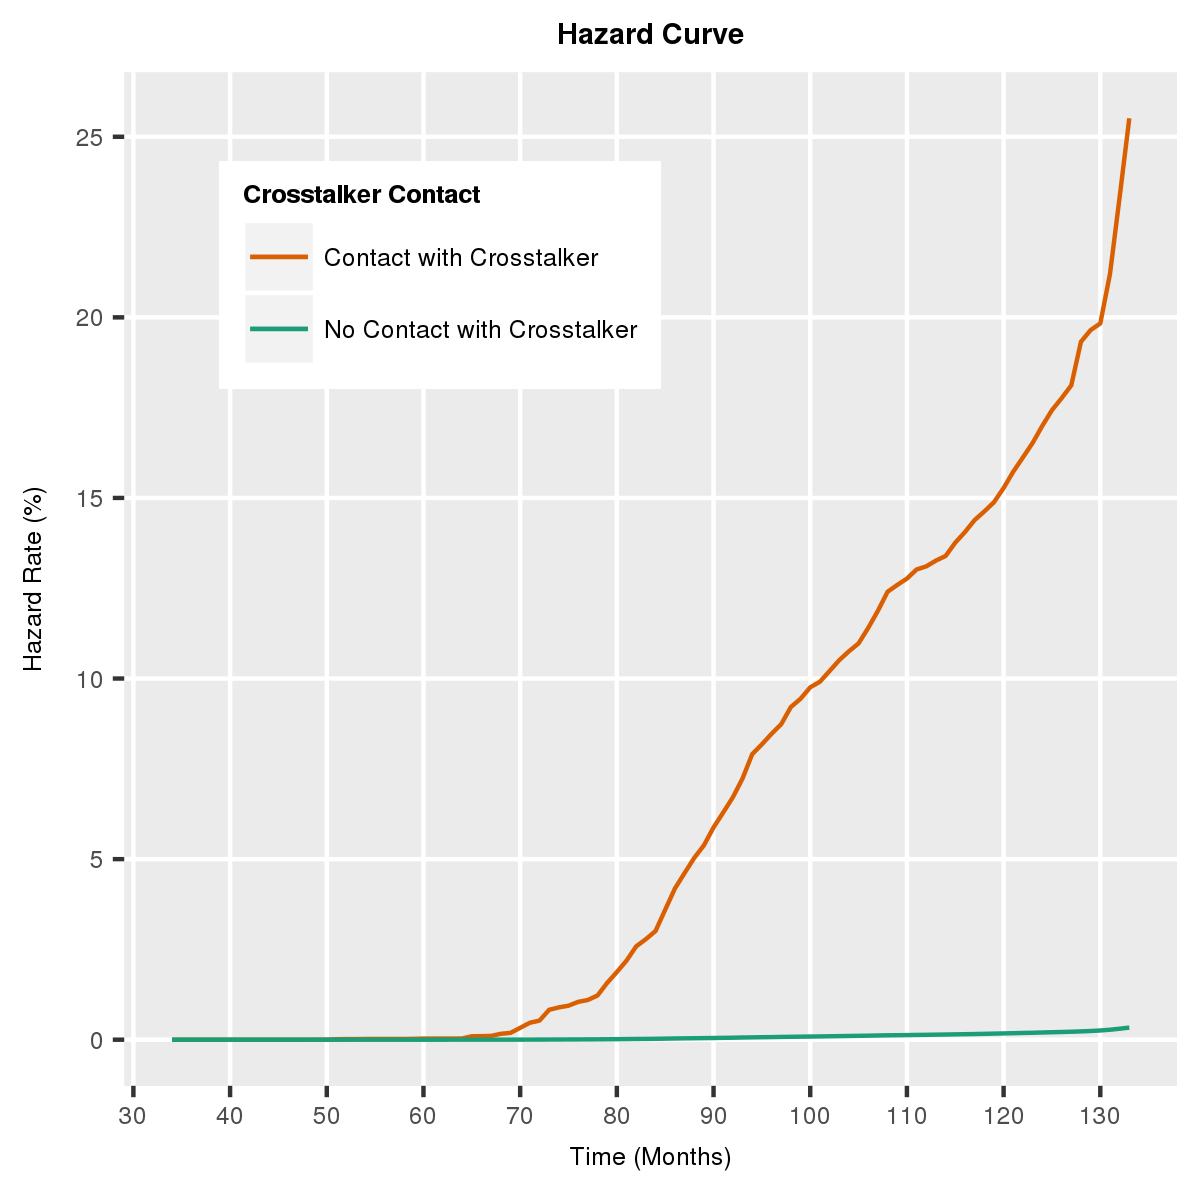 Hazard Curve
25
20
15
10
5
0
Hazard Rate (%)
Crosstalker Contact
Contact with Crosstalker
No Contact with Crosstalker
30 40 50 60 70 80 90 100 110 120 130
Time (Months)